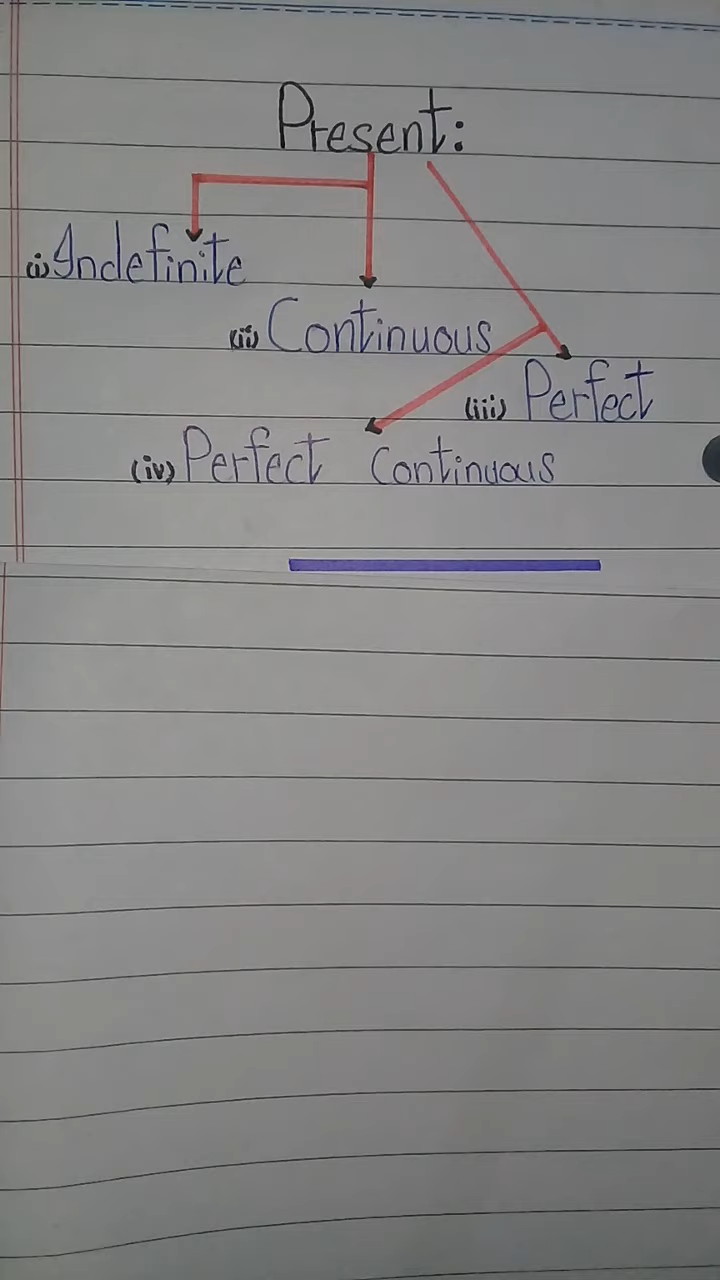 Present:
(i) Indefinite
(ii) Continuous
(iii) Perfect
(iv) Perfect Continuous